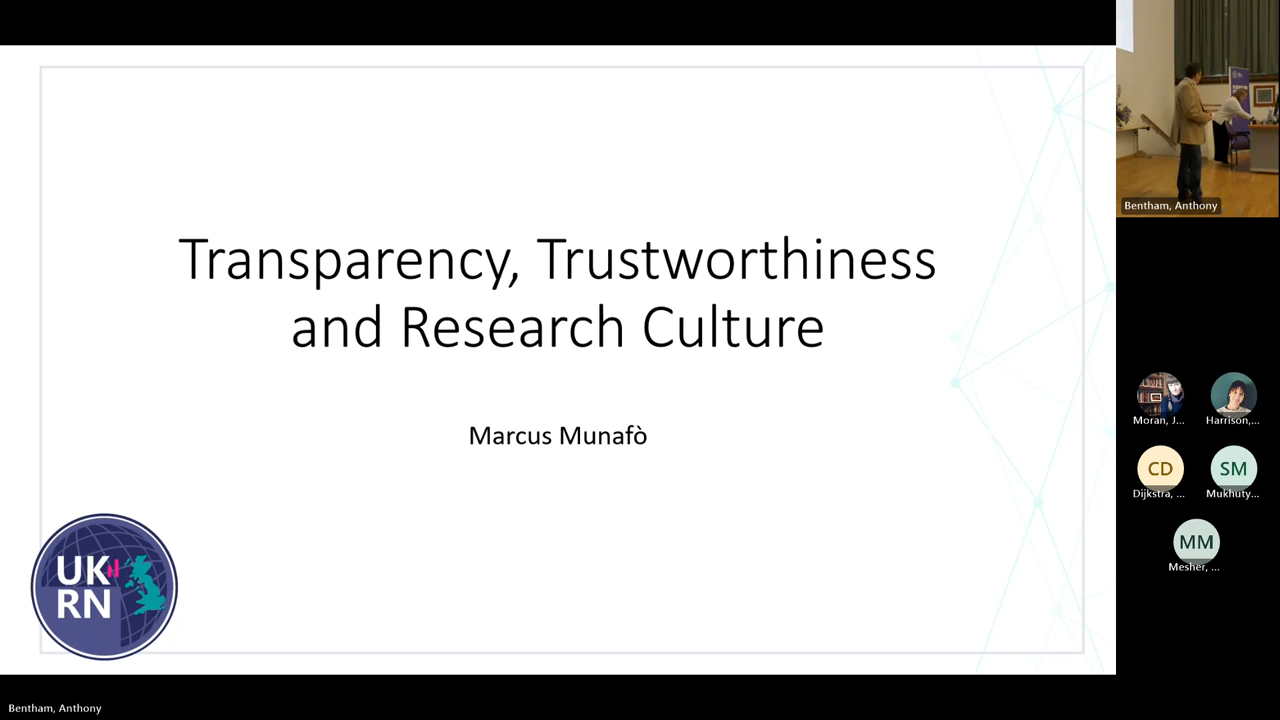 Transparency, Trustworthiness
and Research Culture
Marcus Munafò
UK
RN
Bentham, Anthony
Bentham, Anthony
Moran, J...
Harrison,...
CD
Dijkstra, ...
SM
Mukhuty...
MM
Mesher, ...